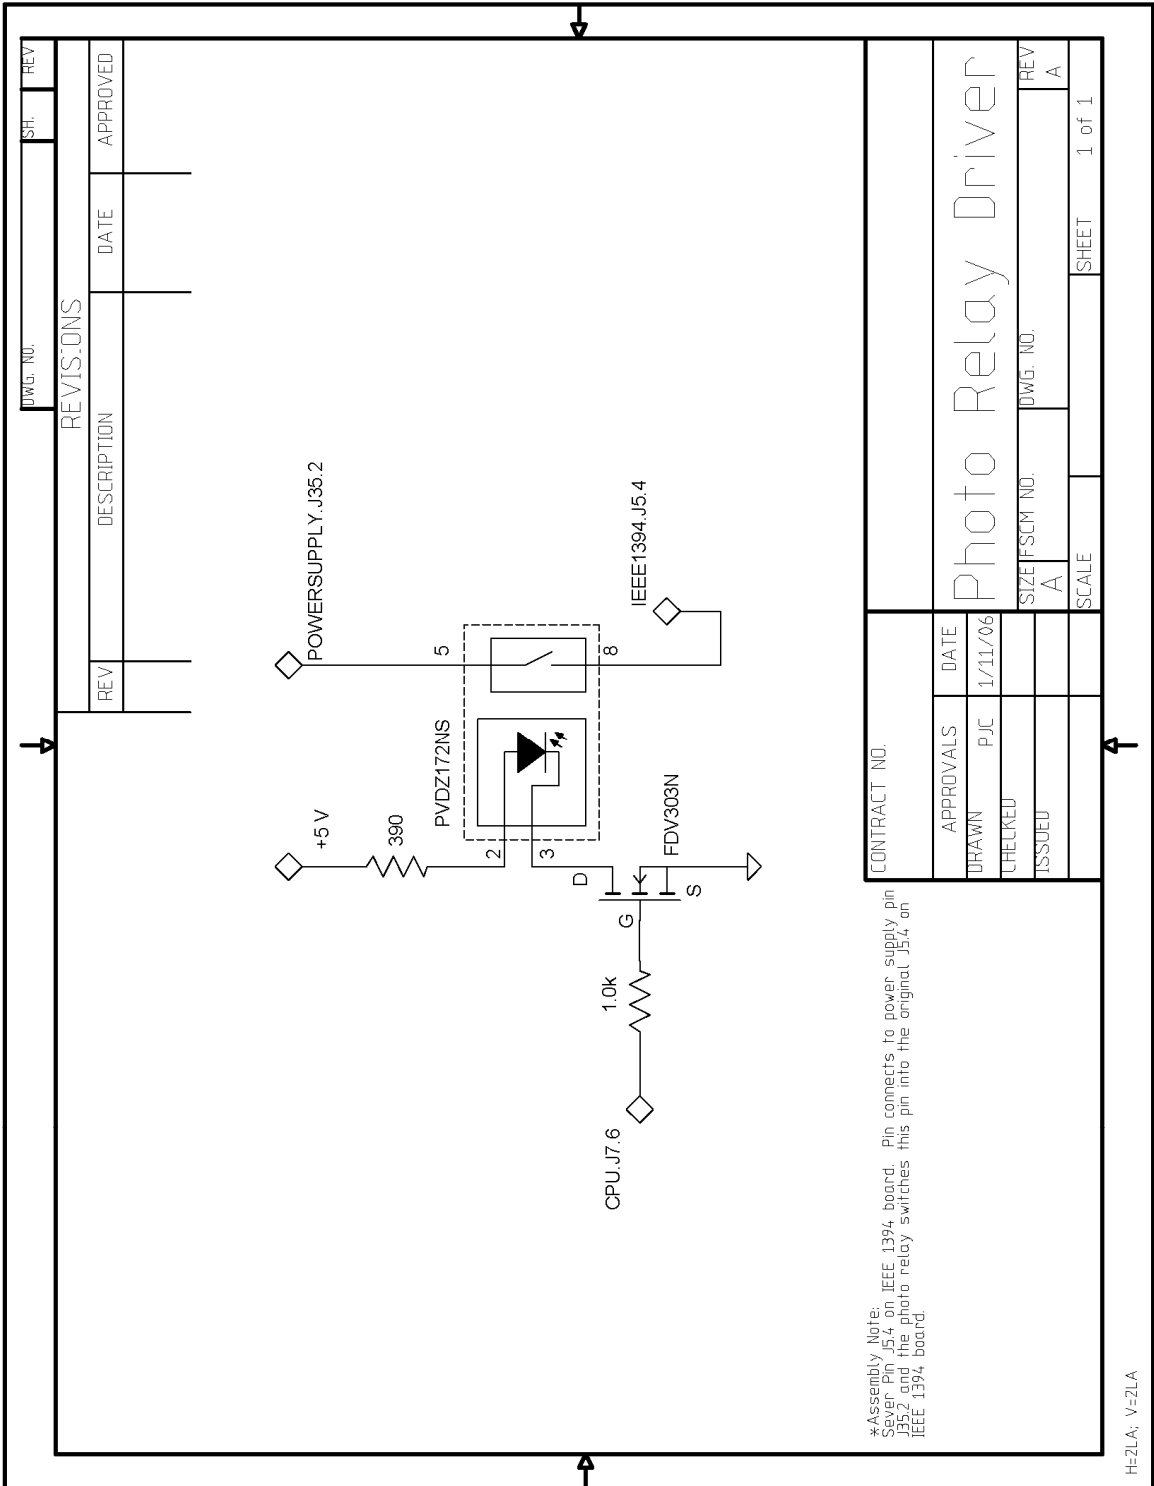 DWG. NO.
SH.
REV
REVISIONS
REV
DESCRIPTION
DATE
APPROVED
POWERSUPPLY.J35.2
+5 V
390
PVDZ172NS
5
2
3
8
IEEE1394.J5.4
D
G
S
FDV303N
1.0k
CPU.J7.6
*Assembly Note:
Sever Pin J5.4 on IEEE 1394 board. Pin connects to power supply pin
J35.2 and the photo relay switches this pin into the original J5.4 on
IEEE 1394 board.
CONTRACT NO.
APPROVALS
DATE
DRAWN
PJC
1/11/06
CHECKED
ISSUED
Photo Relay Driver
SIZE
A
FSCM NO.
DWG. NO.
REV
A
SCALE
SHEET
1 of 1
H=2LA; V=2LA